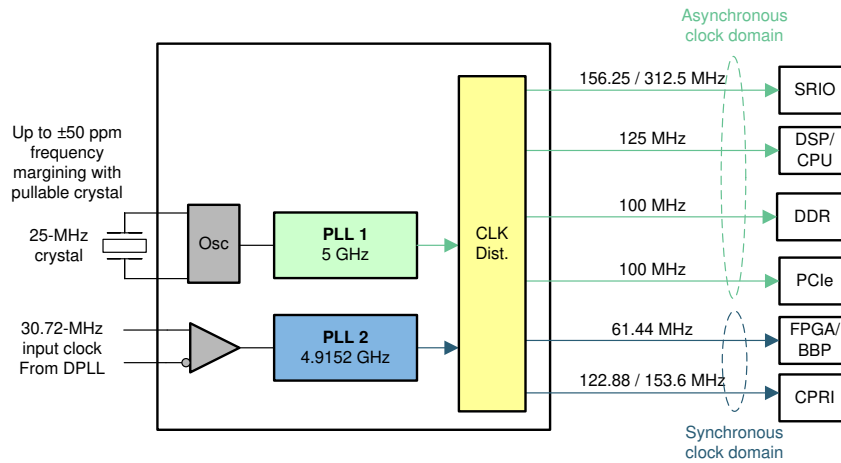 Asynchronous
clock domain
156.25 / 312.5 MHz
SRIO
Up to ±50 ppm
frequency
margining with
pullable crystal
125 MHz
DSP/
CPU
100 MHz
DDR
25-MHz
crystal
Osc
PLL 1
5 GHz
CLK
Dist.
100 MHz
PCIe
30.72-MHz
input clock
From DPLL
PLL 2
4.9152 GHz
61.44 MHz
FPGA/
BBP
122.88 / 153.6 MHz
CPRI
Synchronous
clock domain